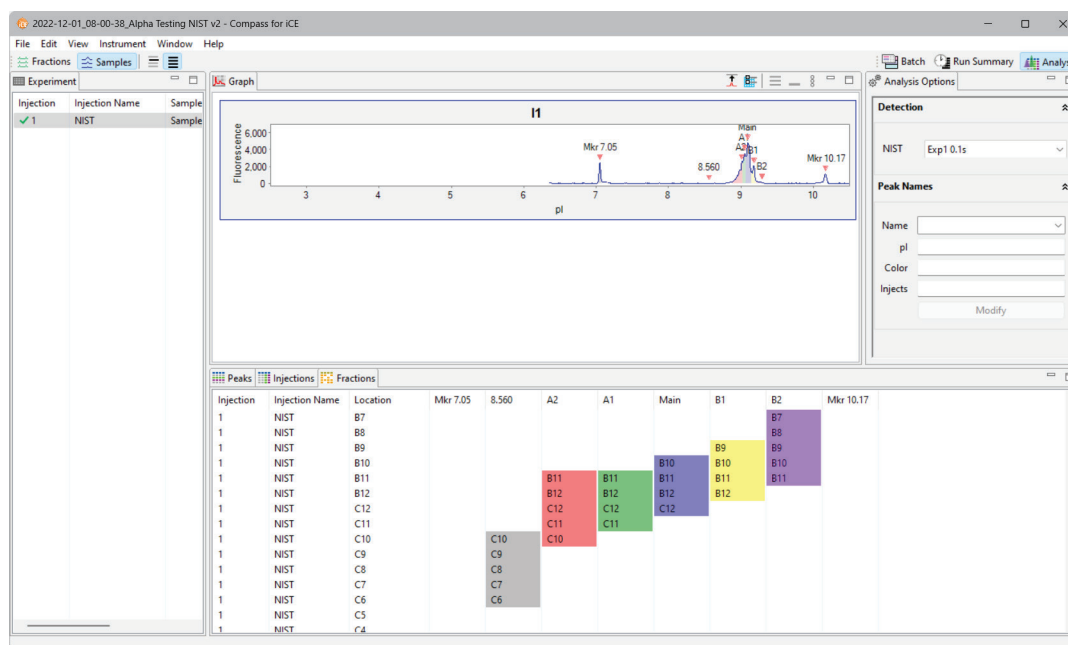 2022-12-01_08-00-38_Alpha Testing NIST v2 - Compass for iCE
File Edit View Instrument Window Help
Fractions Samples Batch Run Summary Analys
Experiment
Injection Injection Name Sample
1 NIST Sample
Graph
I1
Fluorescence
6.000
4.000
2.000
0
Mkr 7.05
8.560
A2
A1
Main
B1
B2
Mkr 10.17
3 4 5 6 7 8 9 10
pI
Analysis Options
Detection
NIST Exp1 0.1s
Peak Names
Name
pI
Color
Injects
Modify
Peaks Injections Fractions
Injection Injection Name Location Mkr 7.05 8.560 A2 A1 Main B1 B2 Mkr 10.17
1 NIST B7 B7
1 NIST B8 B8
1 NIST B9 B9 B9
1 NIST B10 B10 B10 B10
1 NIST B11 B11 B11 B11 B11 B11
1 NIST B12 B12 B12 B12 B12
1 NIST C12 C12 C12 C12
1 NIST C11 C11 C11
1 NIST C10 C10 C10
1 NIST C9 C9
1 NIST C8 C8
1 NIST C7 C7
1 NIST C6 C6
1 NIST C5
1 NIST C4